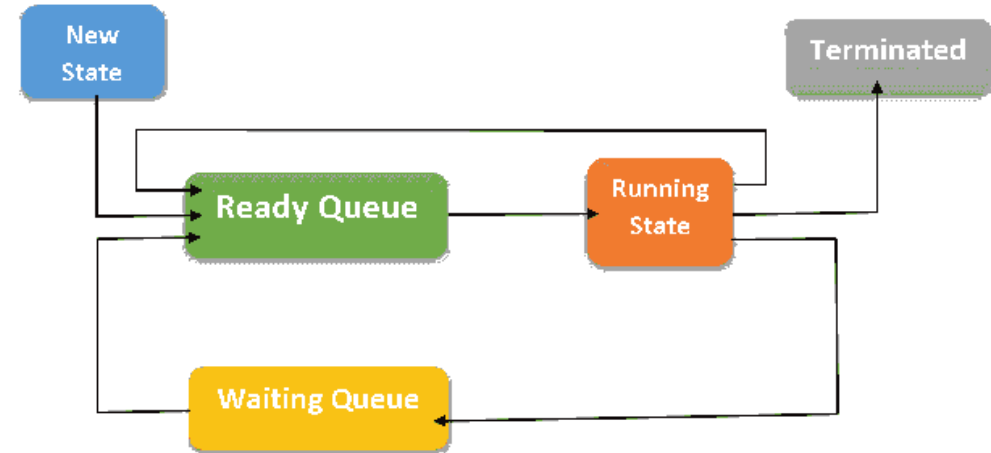 New
State
Terminated
Ready Queue
Running
State
Waiting Queue